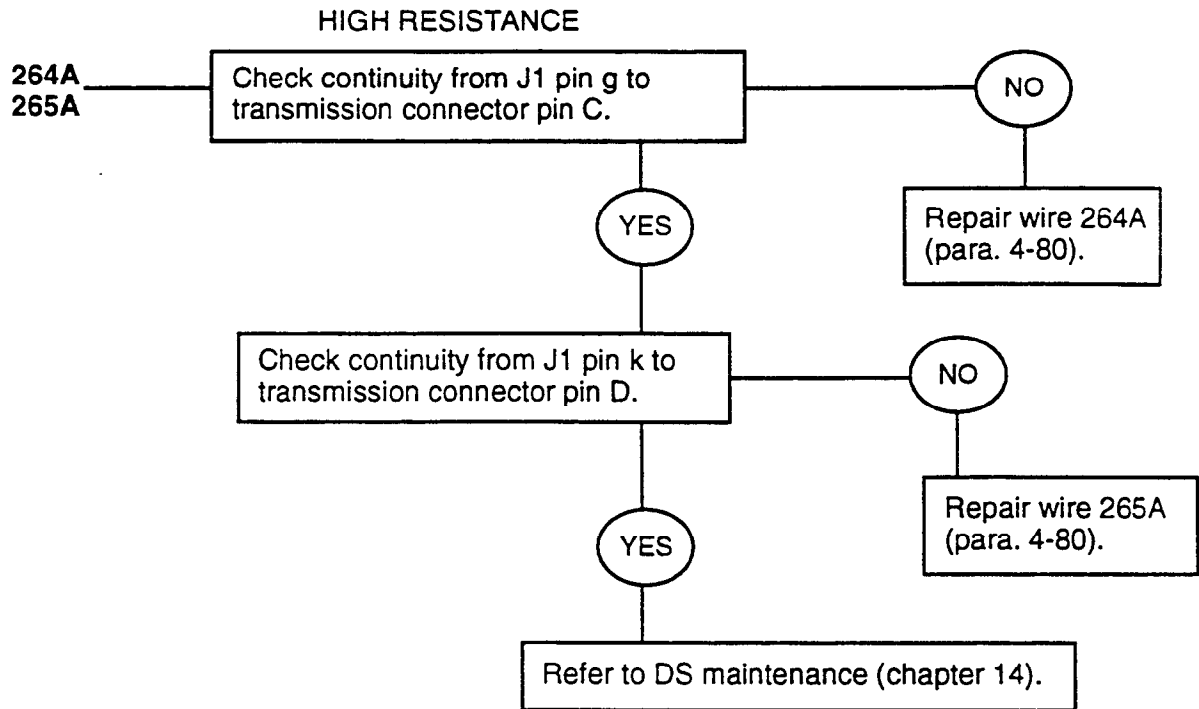 HIGH RESISTANCE
264A
265A
Check continuity from J1 pin g to
transmission connector pin C.
NO
Repair wire 264A
(para. 4-80).
YES
Check continuity from J1 pin k to
transmission connector pin D.
NO
Repair wire 265A
(para. 4-80).
YES
Refer to DS maintenance (chapter 14).